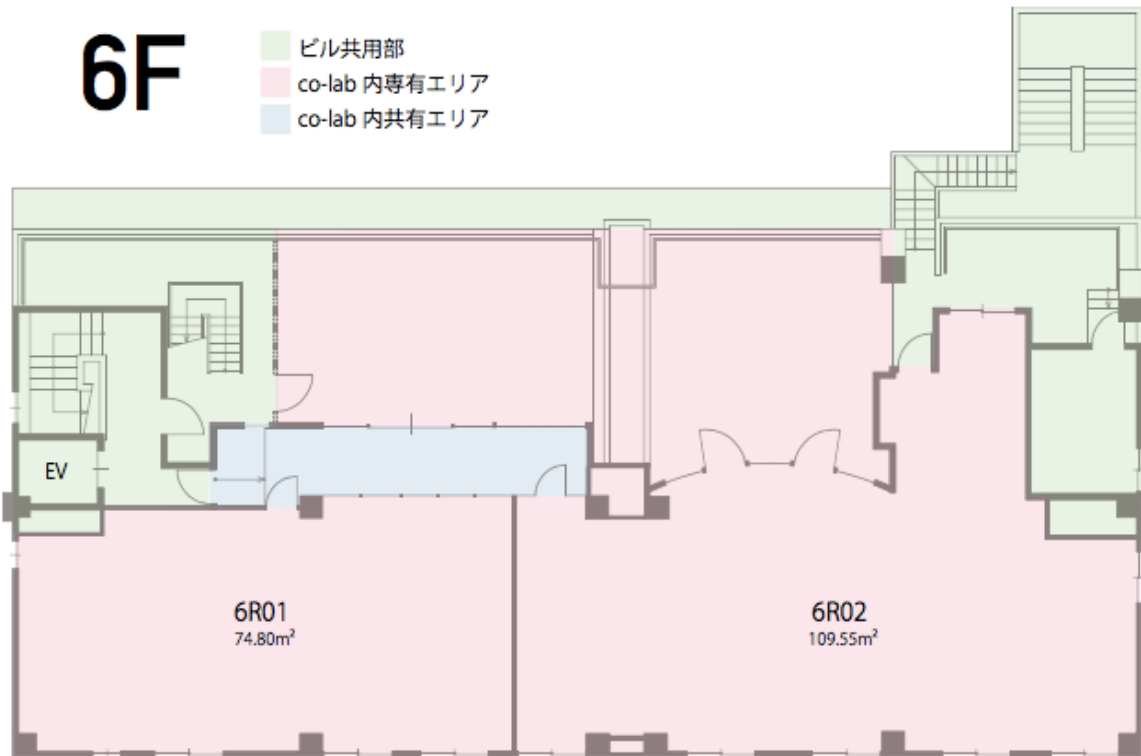 6F
ビル共用部
co-lab 内専有エリア
co-lab 内共有エリア
EV
6R01
74.80m²
6R02
109.55m²